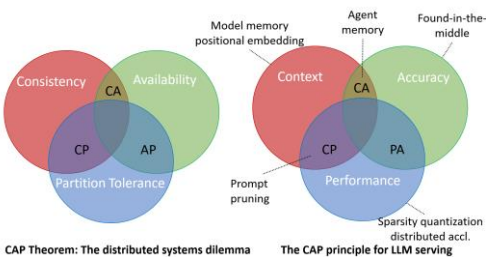 Consistency
Availability
CA
CP
AP
Partition Tolerance
CAP Theorem: The distributed systems dilemma
Model memory
positional embedding
Agent
memory
Found-in-the-
middle
Context
Accuracy
CA
CP
PA
Performance
Prompt
pruning
Sparsity quantization
distributed accl.
The CAP principle for LLM serving